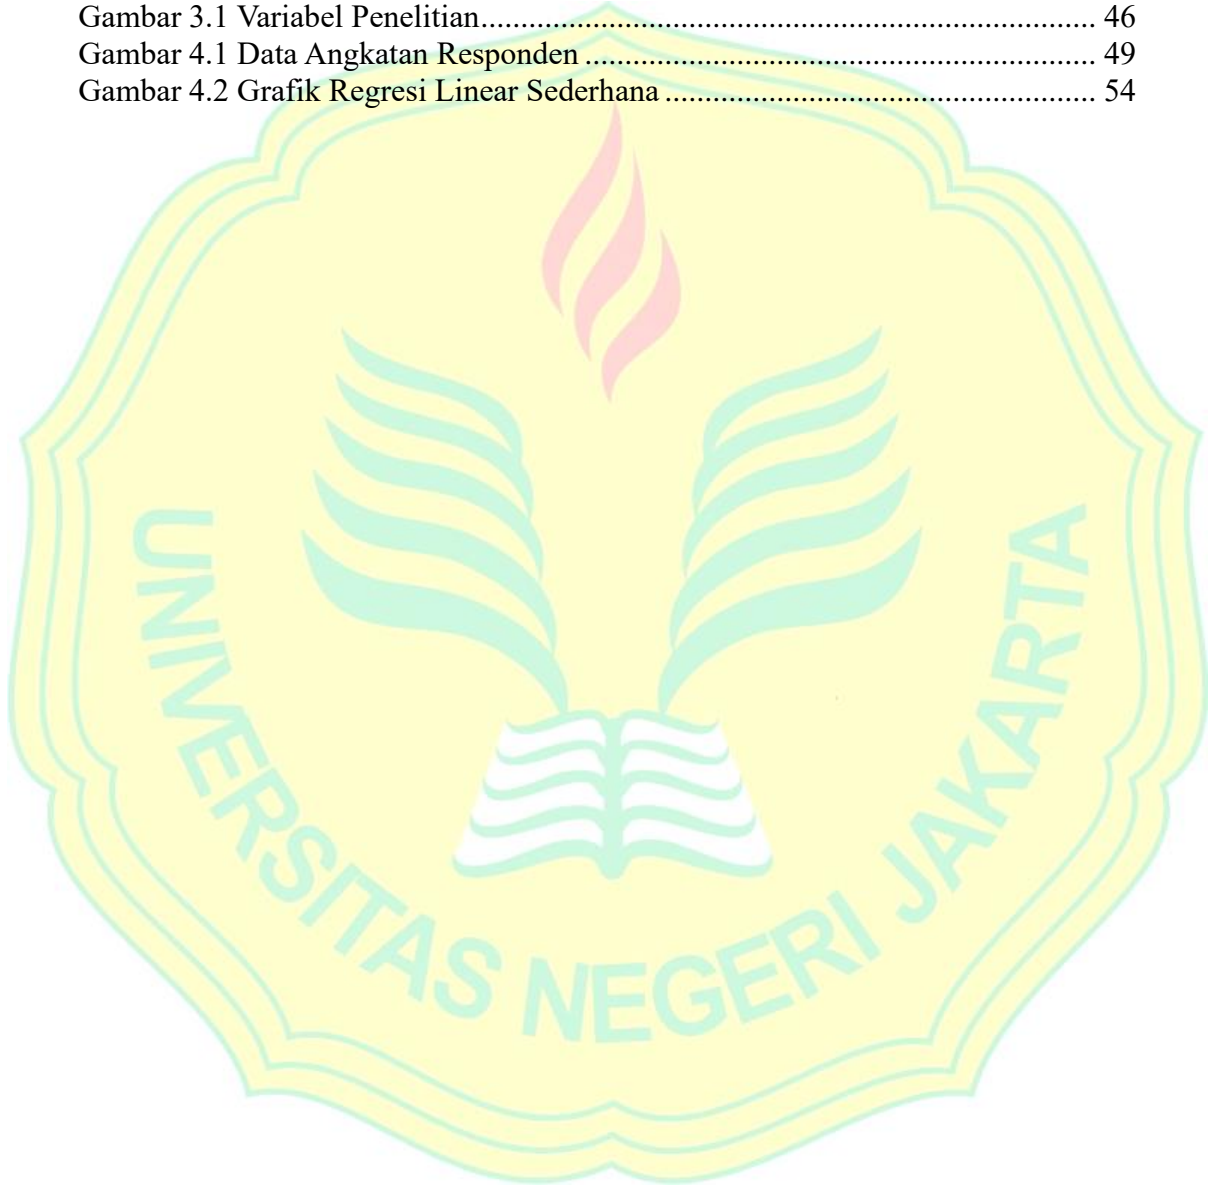 Gambar 3.1 Variabel Penelitian............................................................................. 46
Gambar 4.1 Data Angkatan Responden ................................................................ 49
Gambar 4.2 Grafik Regresi Linear Sederhana ...................................................... 54
UNIVERSITAS NEGERI JAKARTA